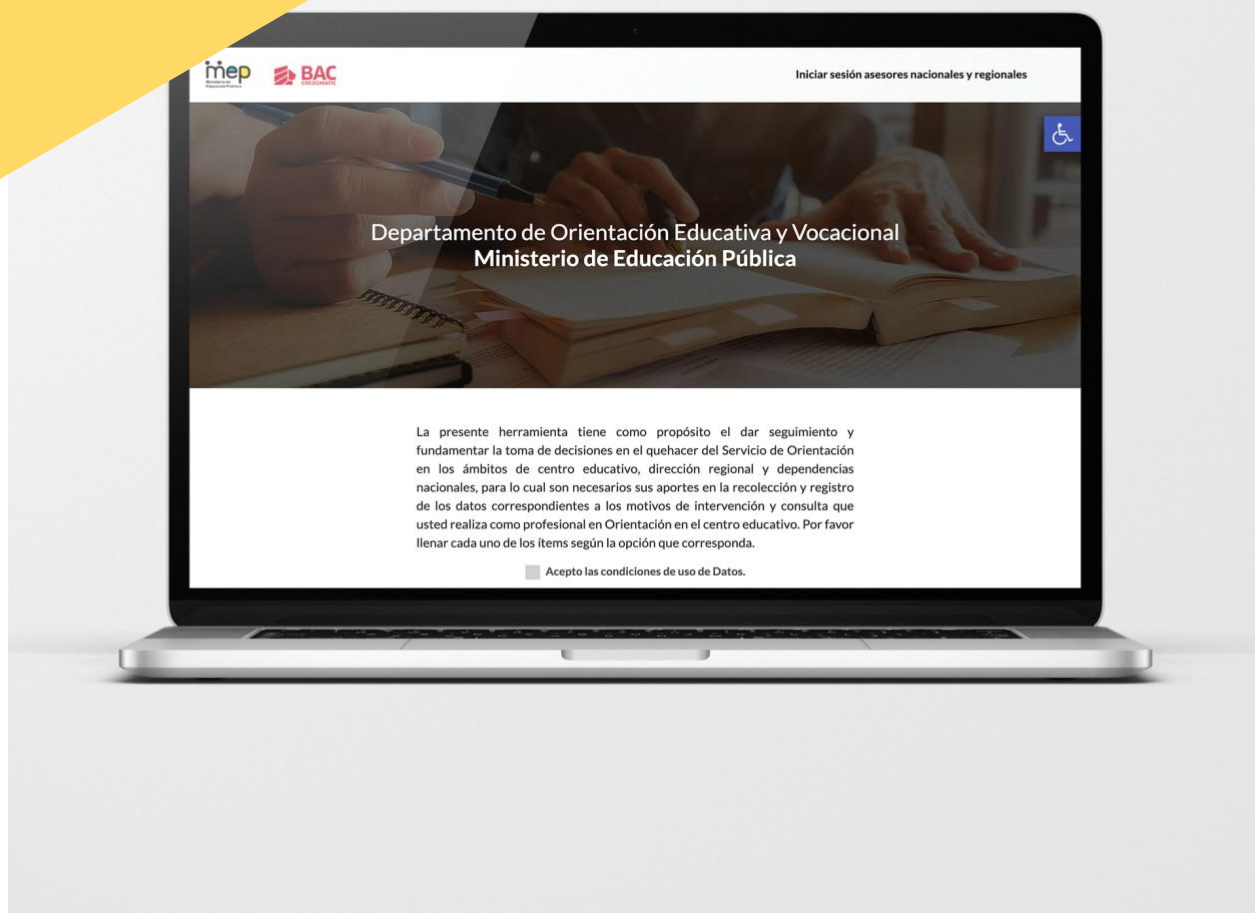 mep
Ministerio de
Educación Pública
BAC
CREDOMATIC
Iniciar sesión asesores nacionales y regionales
Departamento de Orientación Educativa y Vocacional
Ministerio de Educación Pública
La presente herramienta tiene como propósito el dar seguimiento y
fundamentar la toma de decisiones en el quehacer del Servicio de Orientación
en los ámbitos de centro educativo, dirección regional y dependencias
nacionales, para lo cual son necesarios sus aportes en la recolección y registro
de los datos correspondientes a los motivos de intervención y consulta que
usted realiza como profesional en Orientación en el centro educativo. Por favor
llenar cada uno de los ítems según la opción que corresponda.
Acepto las condiciones de uso de Datos.